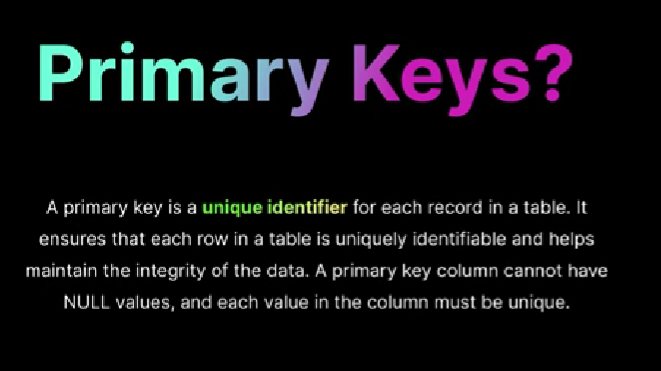 Primary Keys?
A primary key is a unique identifier for each record in a table. It
ensures that each row in a table is uniquely identifiable and helps
maintain the integrity of the data. A primary key column cannot have
NULL values, and each value in the column must be unique.